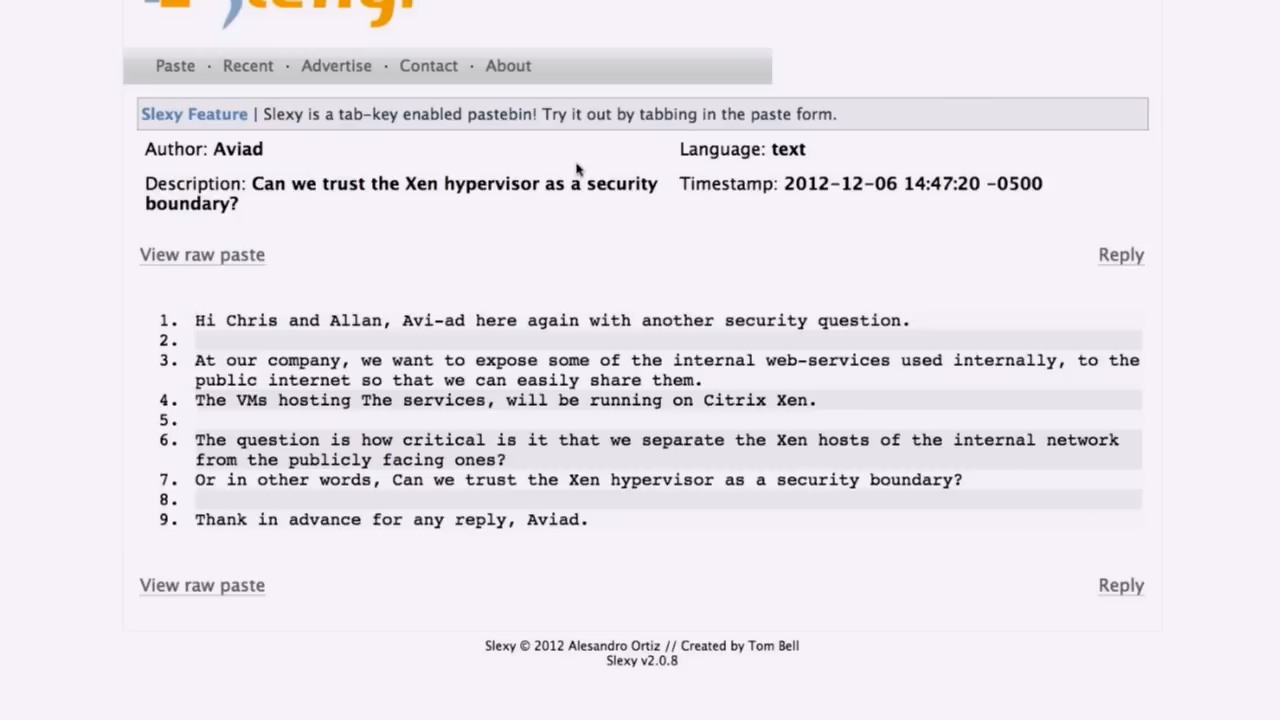 Paste · Recent · Advertise · Contact · About
Slexy Feature | Slexy is a tab-key enabled pastebin! Try it out by tabbing in the paste form.
Author: Aviad
Language: text
Description: Can we trust the Xen hypervisor as a security
boundary?
Timestamp: 2012-12-06 14:47:20 -0500
View raw paste
Reply
1. Hi Chris and Allan, Avi-ad here again with another security question.
2.
3. At our company, we want to expose some of the internal web-services used internally, to the
public internet so that we can easily share them.
4. The VMs hosting The services, will be running on Citrix Xen.
5.
6. The question is how critical is it that we separate the Xen hosts of the internal network
from the publicly facing ones?
7. Or in other words, Can we trust the Xen hypervisor as a security boundary?
8.
9. Thank in advance for any reply, Aviad.
View raw paste
Reply
Slexy © 2012 Alesandro Ortiz // Created by Tom Bell
Slexy v2.0.8